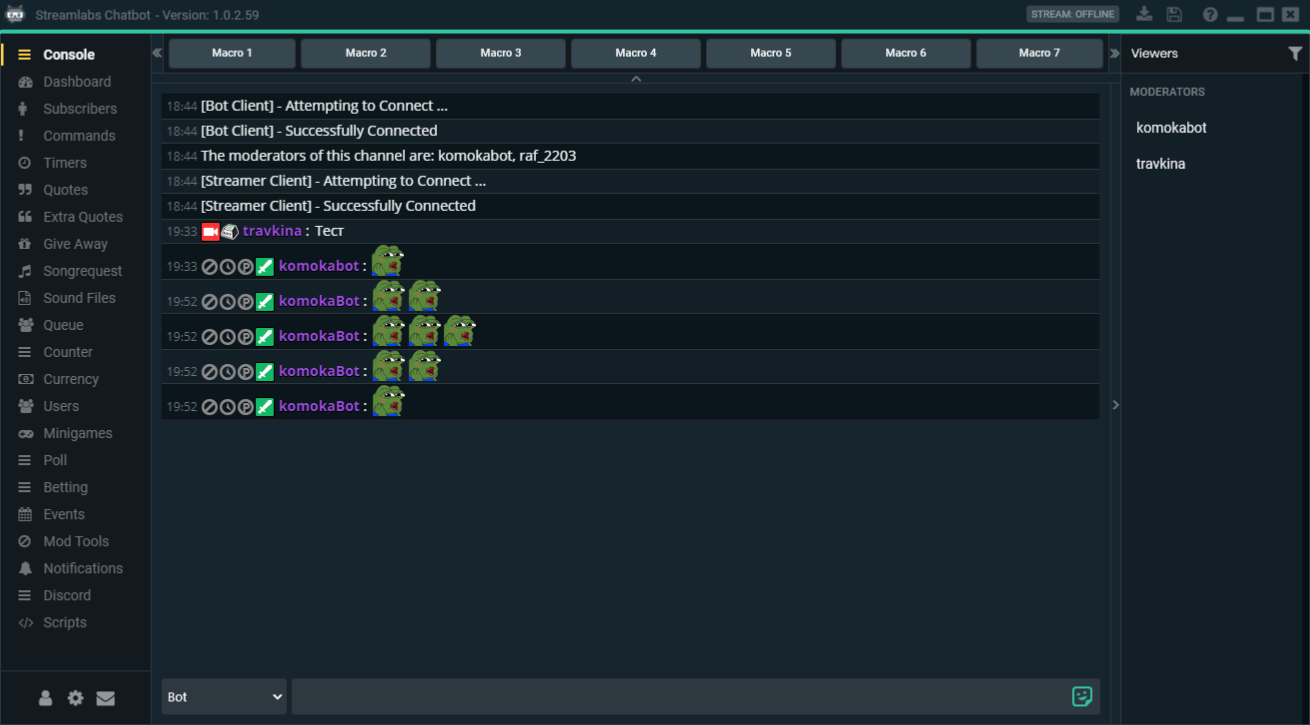 Streamlabs Chatbot - Version: 1.0.2.59
STREAM: OFFLINE
Console
Dashboard
Subscribers
Commands
Timers
Quotes
Extra Quotes
Give Away
Songrequest
Sound Files
Queue
Counter
Currency
Users
Minigames
Poll
Betting
Events
Mod Tools
Notifications
Discord
Scripts
Macro 1
Macro 2
Macro 3
Macro 4
Macro 5
Macro 6
Macro 7
18:44 [Bot Client] - Attempting to Connect ...
18:44 [Bot Client] - Successfully Connected
18:44 The moderators of this channel are: komokabot, raf_2203
18:44 [Streamer Client] - Attempting to Connect ...
18:44 [Streamer Client] - Successfully Connected
19:33 travkina : Тест
19:33 komokabot :
19:52 komokaBot :
19:52 komokaBot :
19:52 komokaBot :
19:52 komokaBot :
Bot
Viewers
MODERATORS
komokabot
travkina